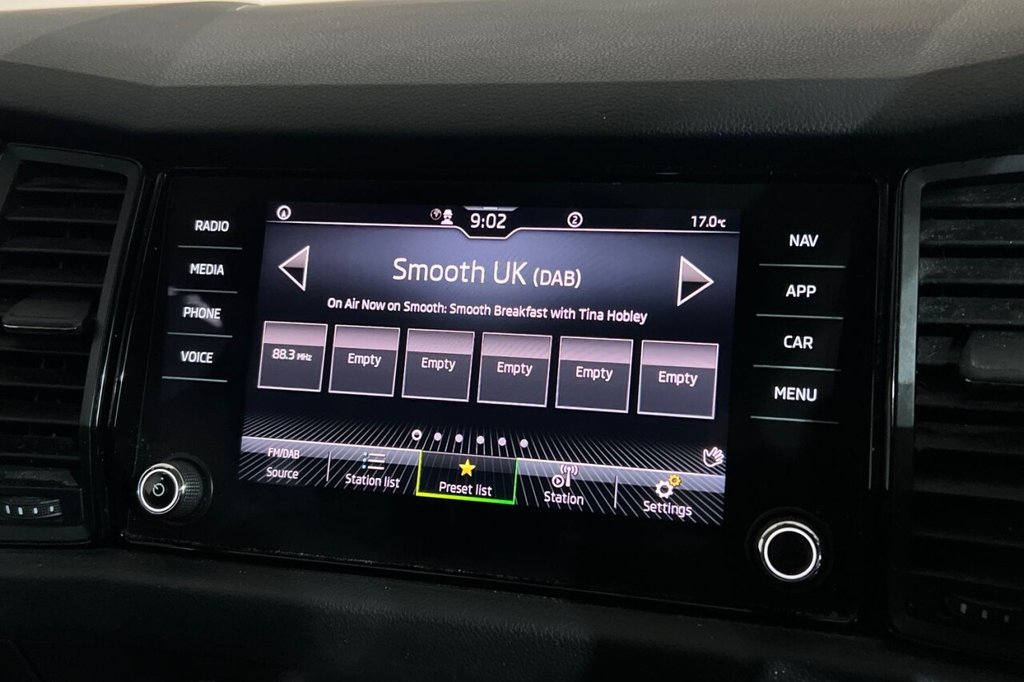 RADIO
MEDIA
PHONE
VOICE
9:02
2
17.0°C
Smooth UK (DAB)
On Air Now on Smooth: Smooth Breakfast with Tina Hobley
88.3 MHz
Empty
Empty
Empty
Empty
Empty
FM/DAB
Source
Station list
Preset list
Station
Settings
NAV
APP
CAR
MENU